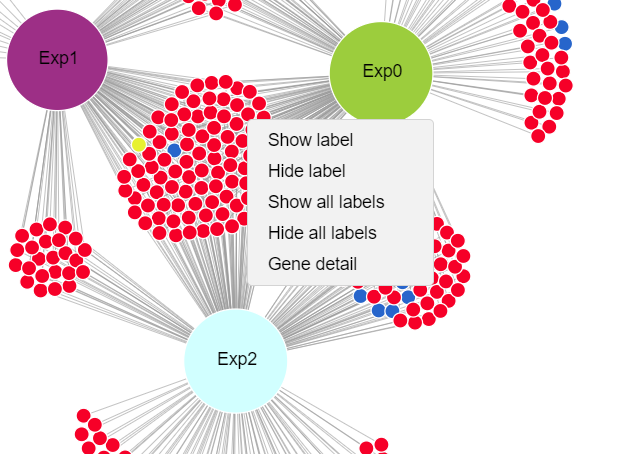 Exp1
Exp0
Show label
Hide label
Show all labels
Hide all labels
Gene detail
Exp2